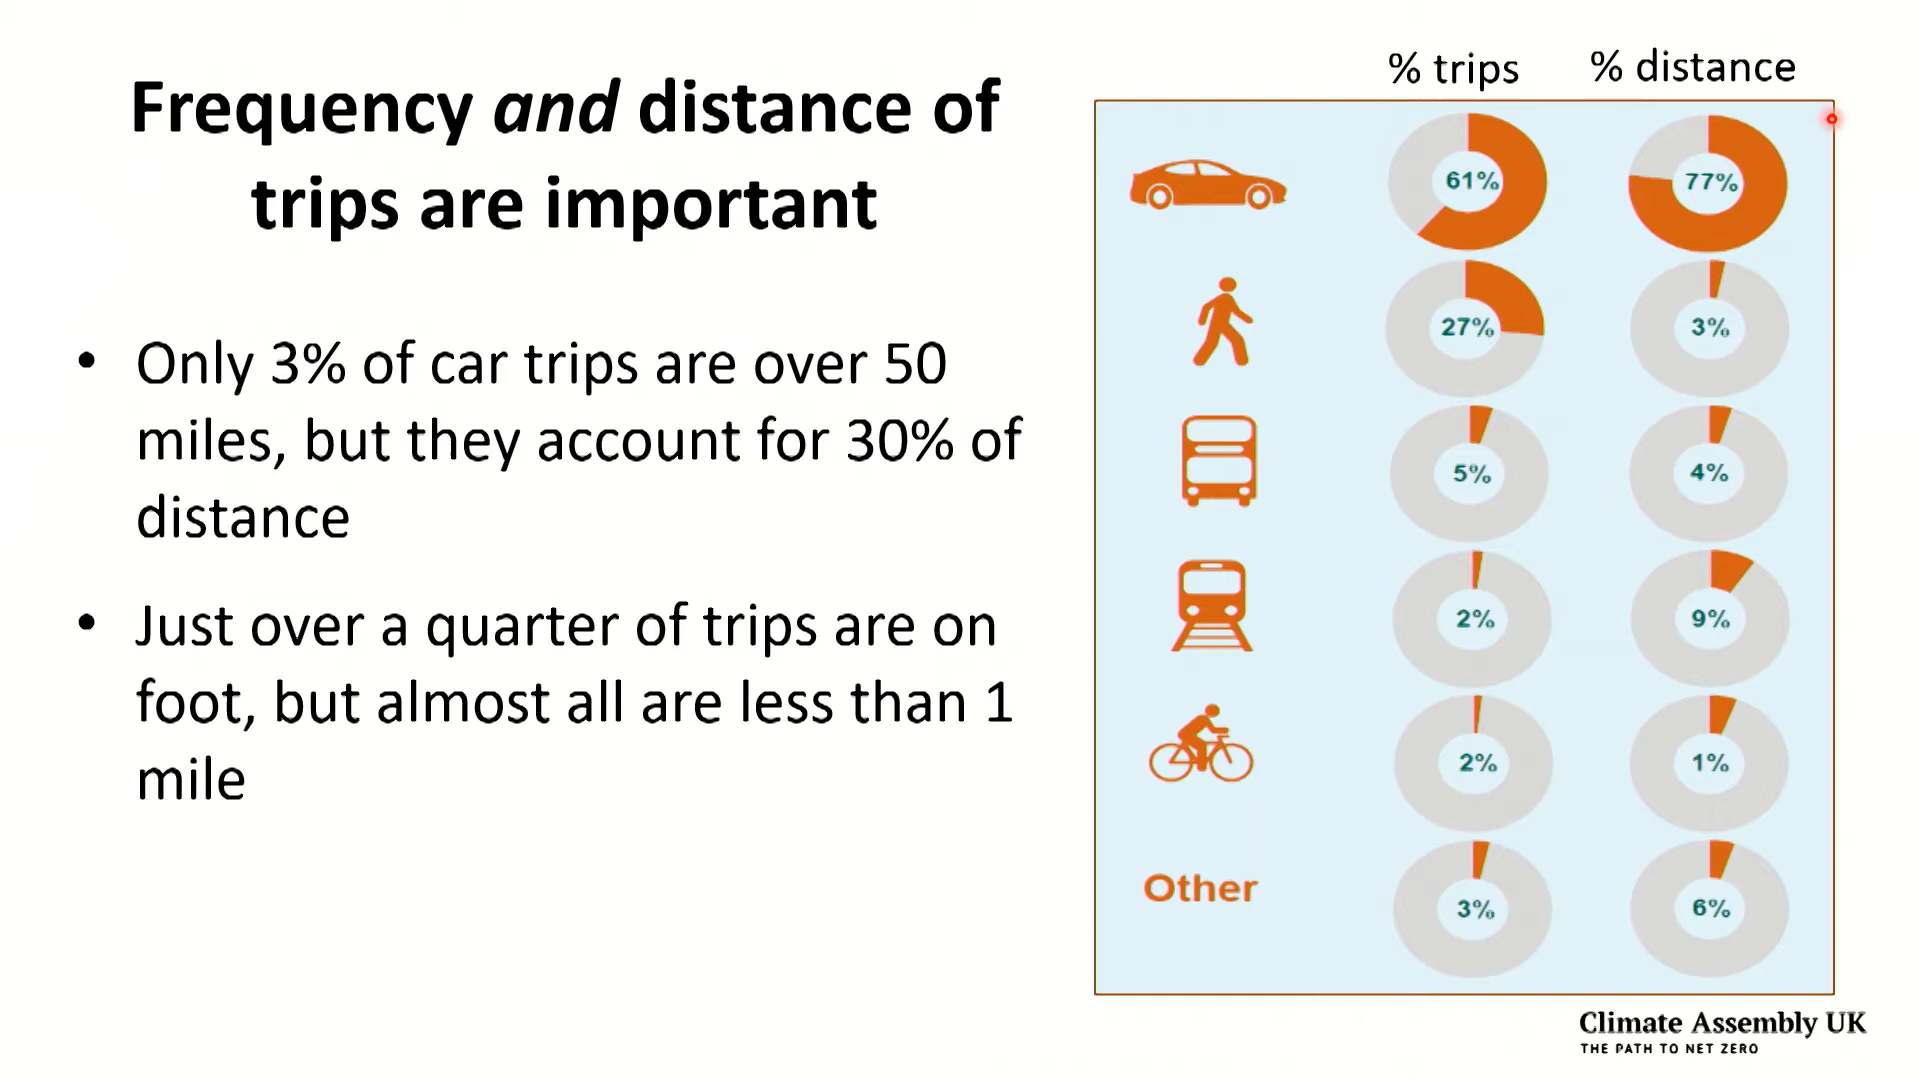 Frequency and distance of
trips are important
• Only 3% of car trips are over 50
miles, but they account for 30% of
distance
• Just over a quarter of trips are on
foot, but almost all are less than 1
mile
% trips % distance
61% 77%
27% 3%
5% 4%
2% 9%
2% 1%
Other 3% 6%
Climate Assembly UK
THE PATH TO NET ZERO